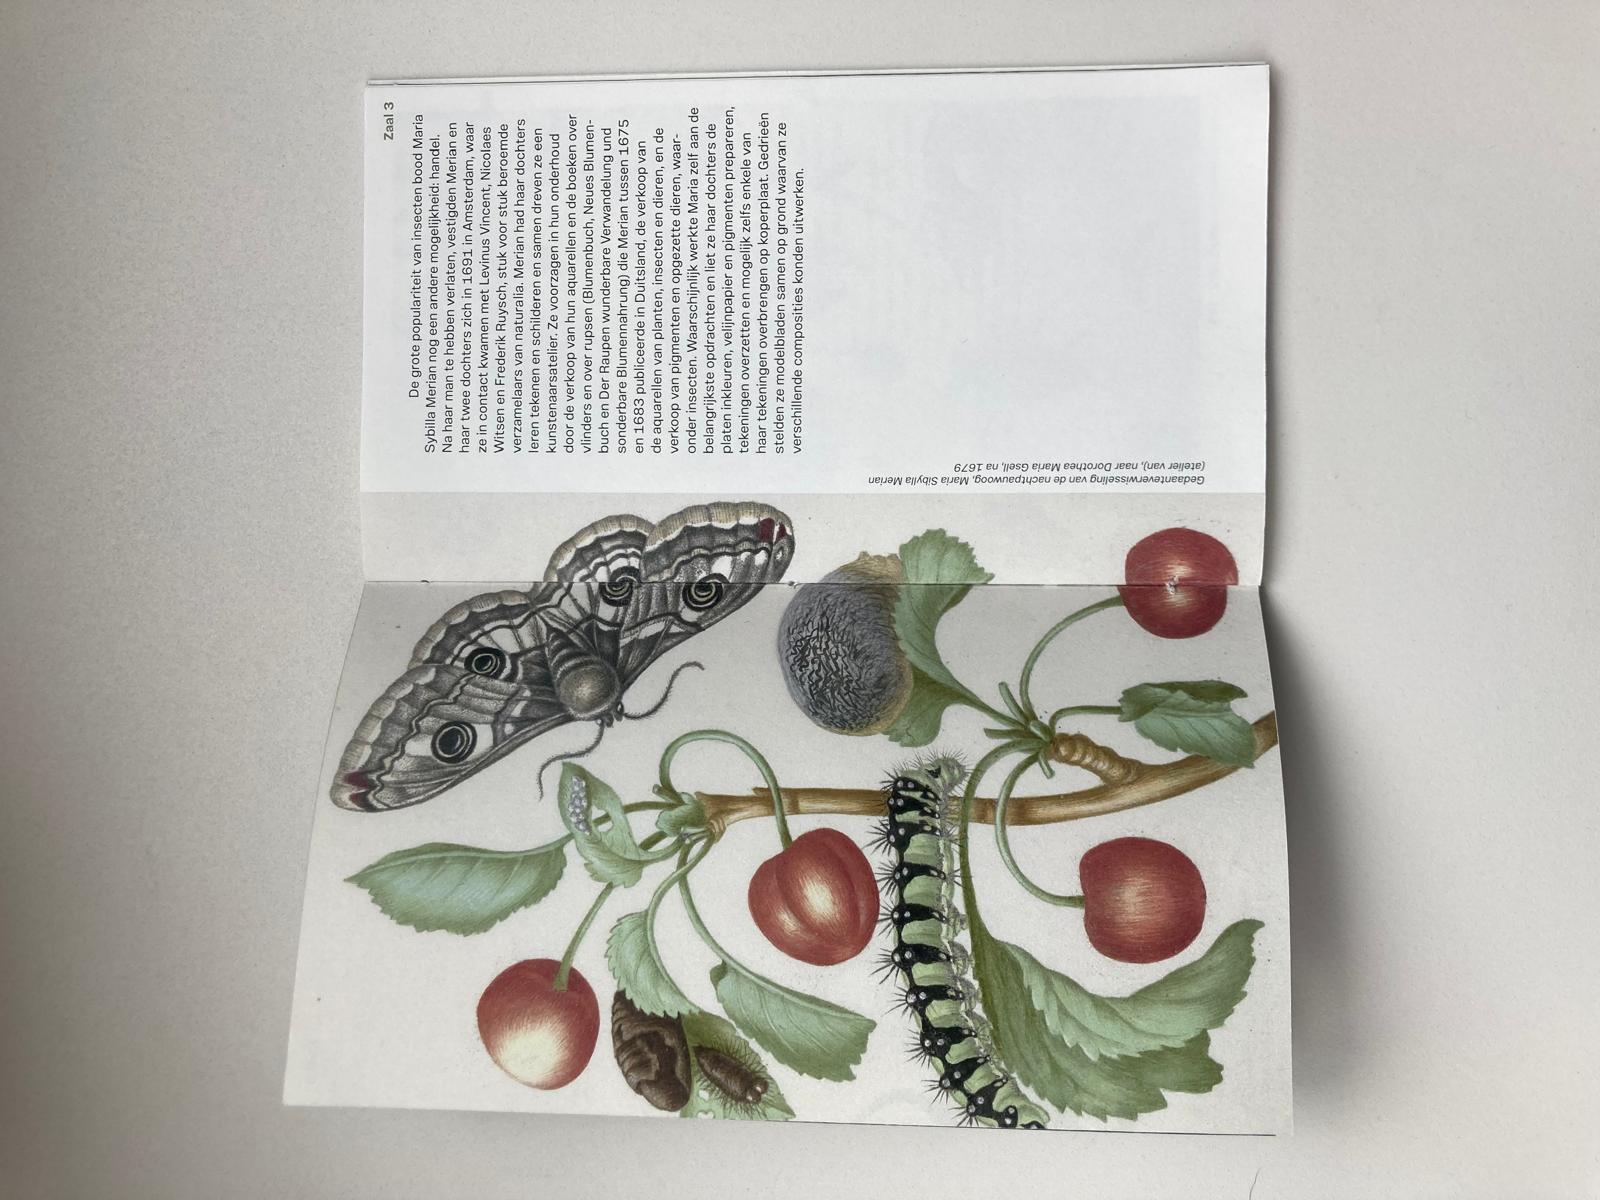 Zaal 3
De grote populariteit van insecten bood Maria
Sybilla Merian nog een andere mogelijkheid: handel.
Na haar man te hebben verlaten, vestigden Merian en
haar twee dochters zich in 1691 in Amsterdam, waar
ze in contact kwamen met Levinus Vincent, Nicolaes
Witsen en Frederik Ruysch, stuk voor stuk beroemde
verzamelaars van naturalia. Merian had haar dochters
leren tekenen en schilderen en samen dreven ze een
kunstenaarsatelier. Ze voorzagen in hun onderhoud
door de verkoop van hun aquarellen en de boeken over
vlinders en over rupsen (Blumenbuch, Neues Blumen-
buch en Der Raupen wunderbare Verwandelung und
sonderbare Blumennahrung) die Merian tussen 1675
en 1683 publiceerde in Duitsland, de verkoop van
de aquarellen van planten, insecten en dieren, en de
verkoop van pigmenten en opgezette dieren, waar-
onder insecten. Waarschijnlijk werkte Maria zelf aan de
belangrijkste opdrachten en liet ze haar dochters de
platen inkleuren, velijnpapier en pigmenten prepareren,
tekeningen overzetten en mogelijk zelfs enkele van
haar tekeningen overbrengen op koperplaat. Gedrieën
stelden ze modelbladen samen op grond waarvan ze
verschillende composities konden uitwerken.
Gedaanteverwisseling van de nachtpauwoog, Maria Sibylla Merian
(atelier van), naar Dorothea Maria Gsell, na 1679